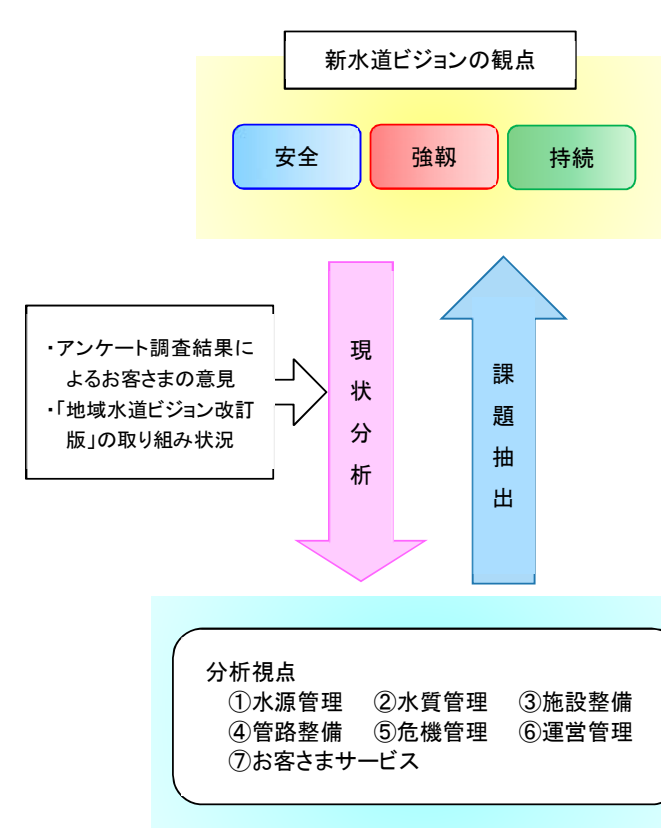 新水道ビジョンの観点
安全
強靱
持続
・アンケート調査結果に
よるお客さまの意見
・「地域水道ビジョン改訂
版」の取り組み状況
現状分析
課題抽出
分析視点
①水源管理 ②水質管理 ③施設整備
④管路整備 ⑤危機管理 ⑥運営管理
⑦お客さまサービス